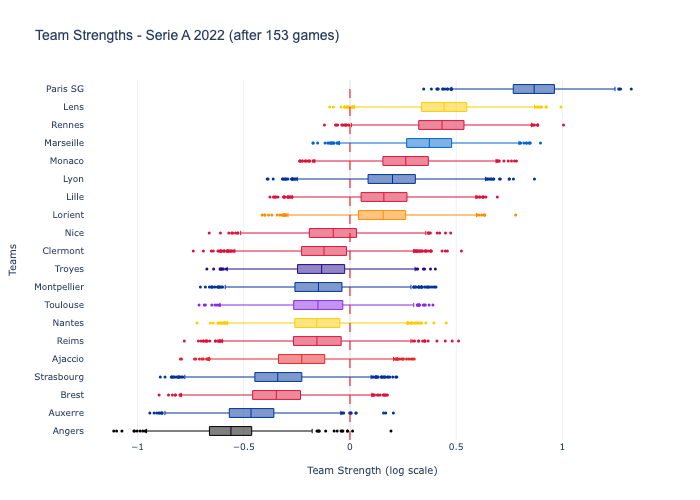 Team Strengths - Serie A 2022 (after 153 games)
Paris SG
Lens
Rennes
Marseille
Monaco
Lyon
Lille
Lorient
Nice
Clermont
Troyes
Montpellier
Toulouse
Nantes
Reims
Ajaccio
Strasbourg
Brest
Auxerre
Angers
Teams
−1
−0.5
0
0.5
1
Team Strength (log scale)